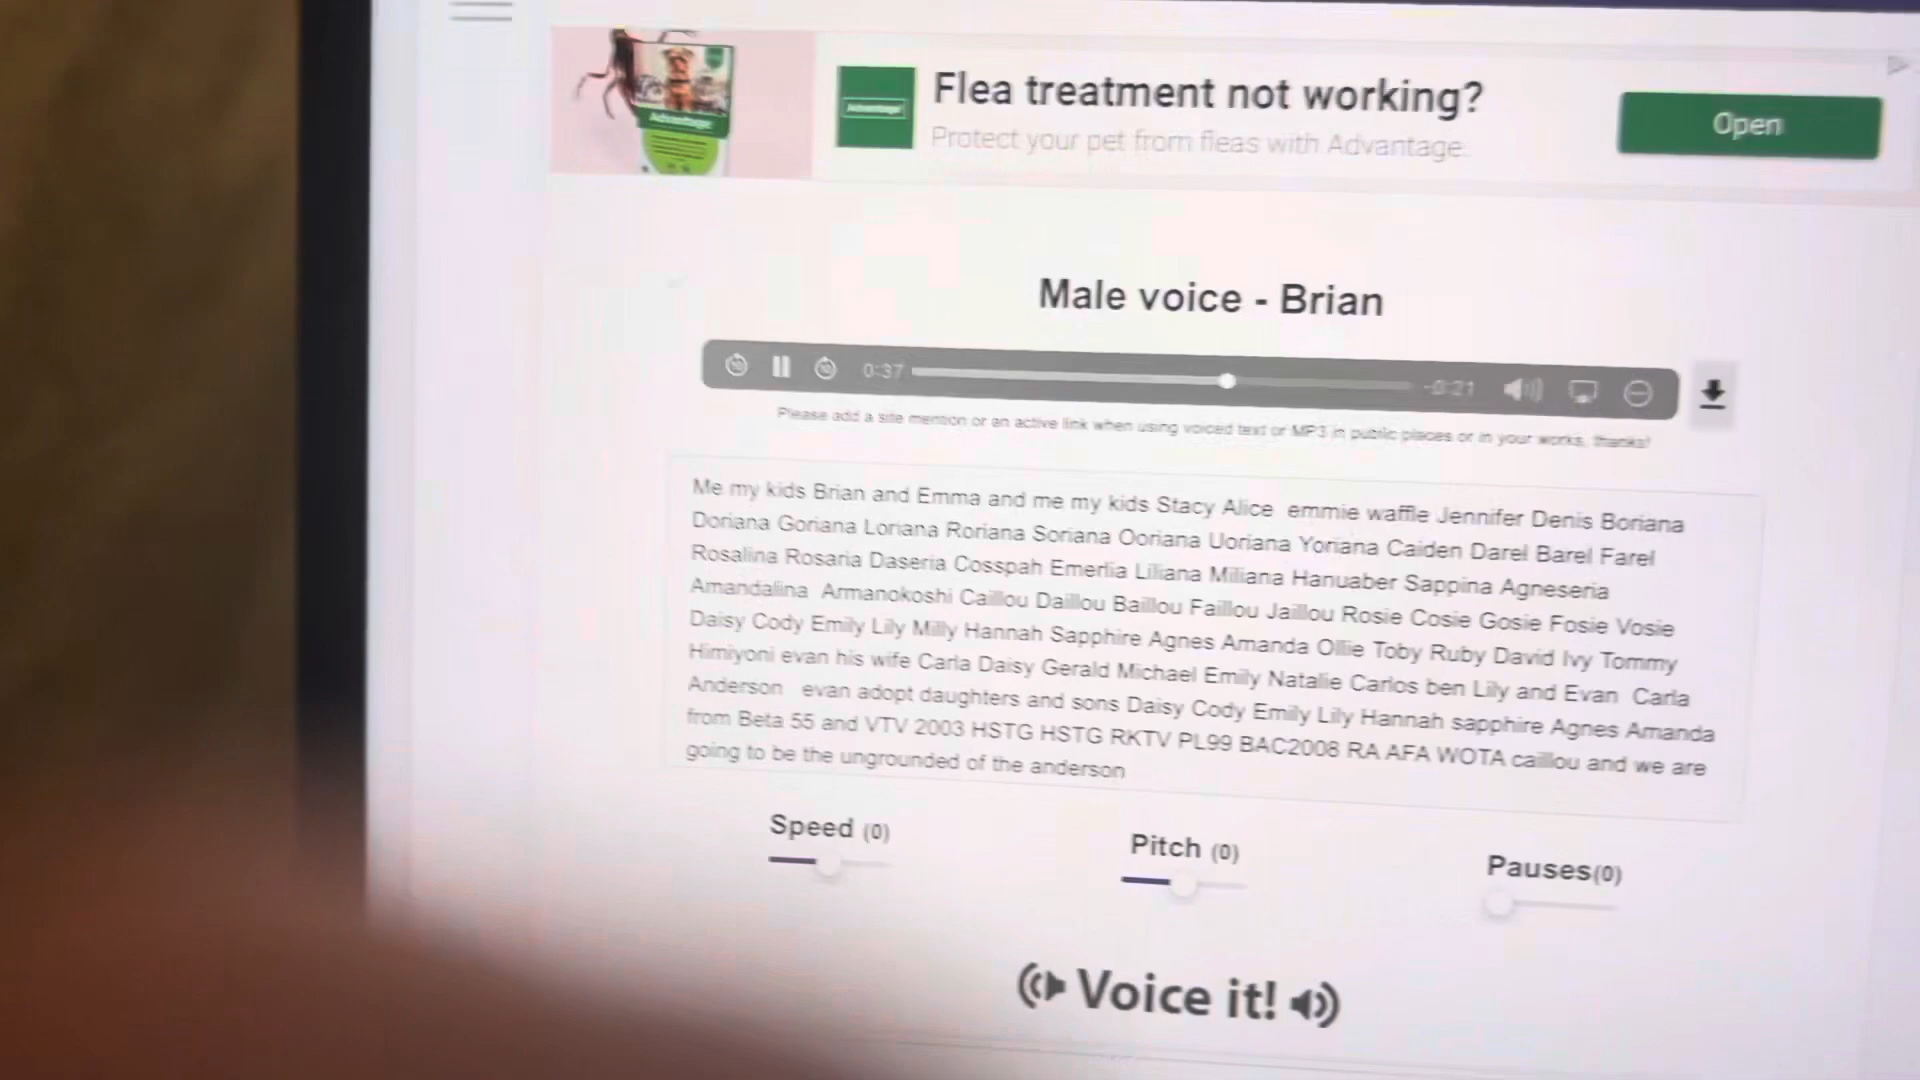 Flea treatment not working?
Protect your pet from fleas with Advantage.
Advantage
Advantage
Open
Male voice - Brian
0:37
-0:21
Please add a site mention or an active link when using voiced text or MP3 in public places or in your works, thanks!
Me my kids Brian and Emma and me my kids Stacy Alice emmie waffle Jennifer Denis Boriana
Doriana Goriana Loriana Roriana Soriana Ooriana Uoriana Yoriana Caiden Darel Barel Farel
Rosalina Rosaria Daseria Cosspah Emerlia Liliana Miliana Hanuaber Sappina Agneseria
Amandalina Armanokoshi Caillou Daillou Baillou Faillou Jaillou Rosie Cosie Gosie Fosie Vosie
Daisy Cody Emily Lily Milly Hannah Sapphire Agnes Amanda Ollie Toby Ruby David Ivy Tommy
Himiyoni evan his wife Carla Daisy Gerald Michael Emily Natalie Carlos ben Lily and Evan Carla
Anderson evan adopt daughters and sons Daisy Cody Emily Lily Hannah sapphire Agnes Amanda
from Beta 55 and VTV 2003 HSTG HSTG RKTV PL99 BAC2008 RA AFA WOTA caillou and we are
going to be the ungrounded of the anderson
Speed (0)
Pitch (0)
Pauses(0)
Voice it!